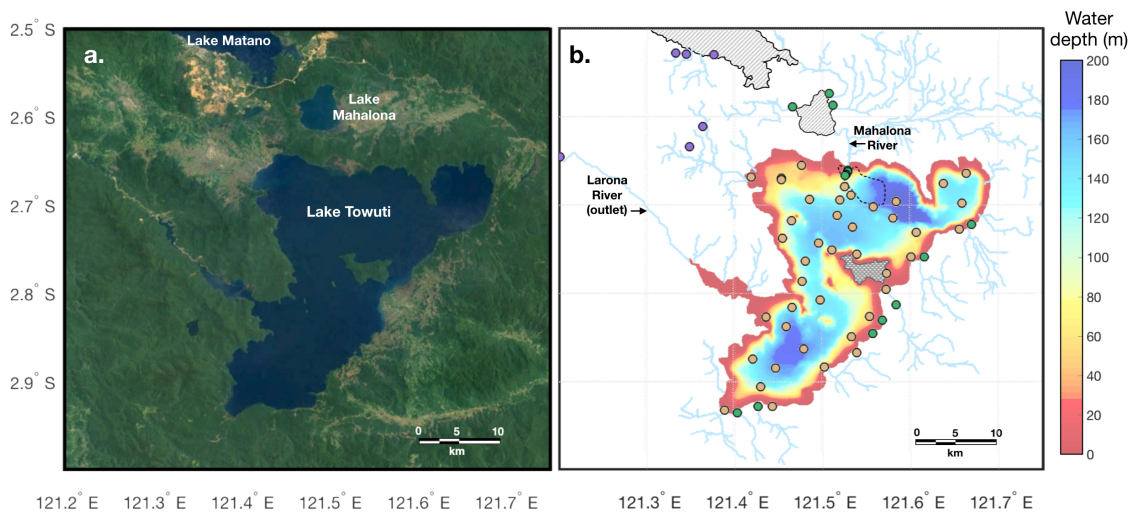 Water
depth (m)
2.5° S
2.6° S
2.7° S
2.8° S
2.9° S
a.
Lake Matano
Lake
Mahalona
Lake Towuti
0 5 10
km
121.2° E 121.3° E 121.4° E 121.5° E 121.6° E 121.7° E
b.
Mahalona
River
Larona
River
(outlet)
0 5 10
km
121.3° E 121.4° E 121.5° E 121.6° E 121.7° E
200
180
160
140
120
100
80
60
40
20
0